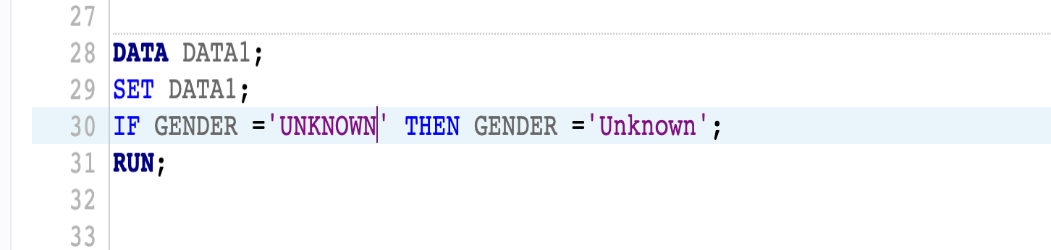 27
28 DATA DATA1;
29 SET DATA1;
30 IF GENDER ='UNKNOWN' THEN GENDER ='Unknown';
31 RUN;
32
33